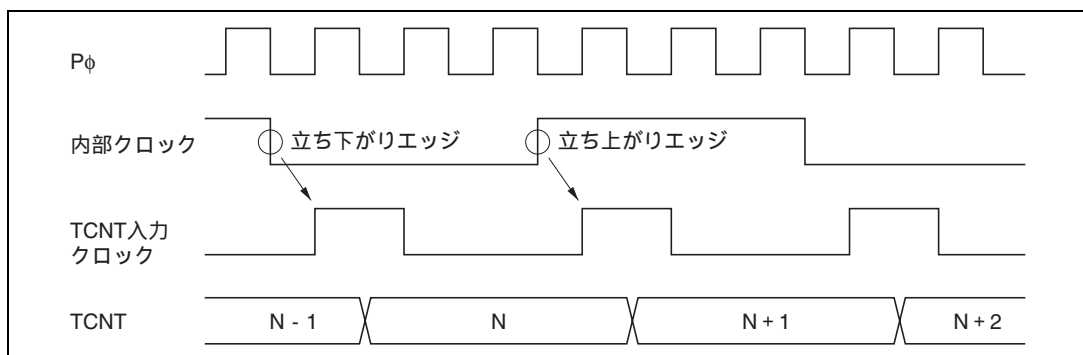 Pφ
内部クロック
立ち下がりエッジ
立ち上がりエッジ
TCNT入力
クロック
TCNT
N - 1
N
N + 1
N + 2